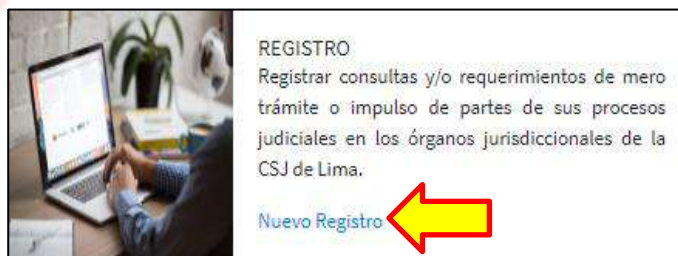 REGISTRO
Registrar consultas y/o requerimientos de mero
trámite o impulso de partes de sus procesos
judiciales en los órganos jurisdiccionales de la
CSJ de Lima.
Nuevo Registro